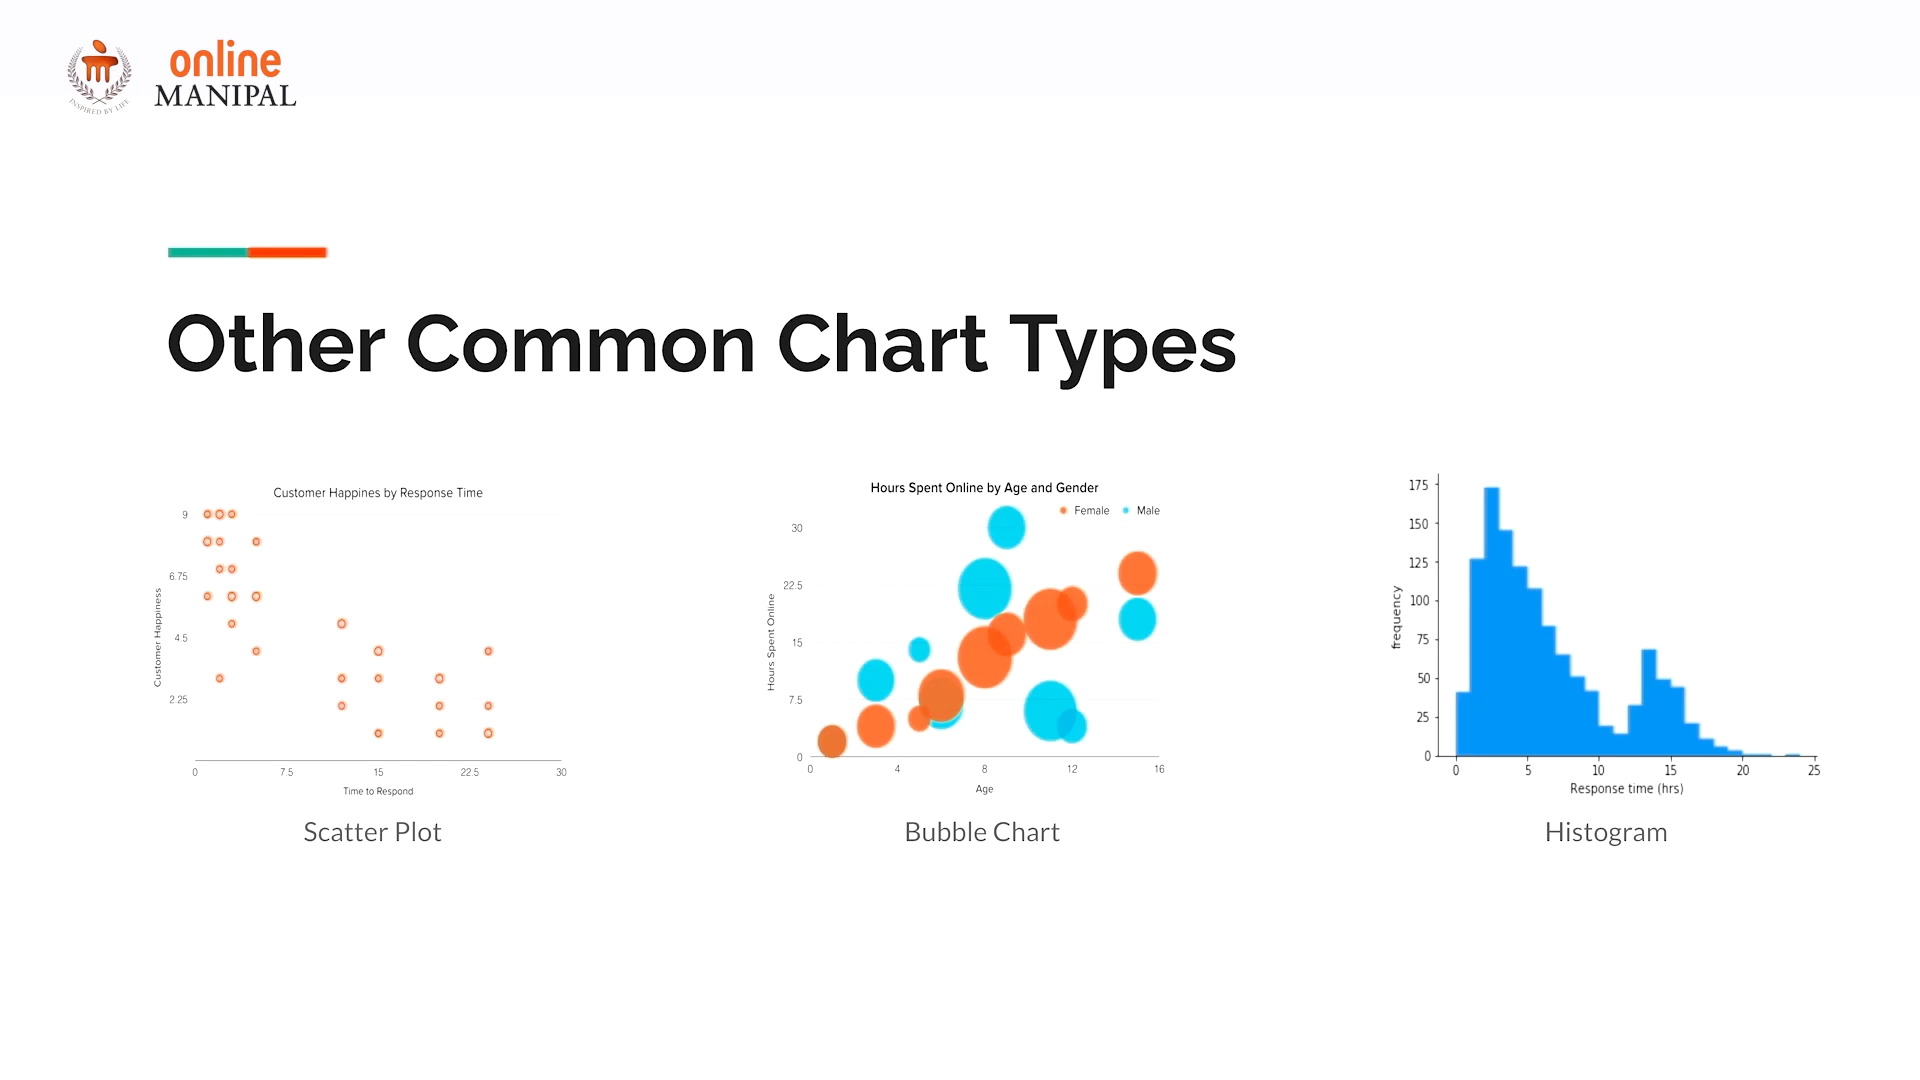 online
MANIPAL
INSPIRED BY LIFE
Other Common Chart Types
Customer Happines by Response Time
9
6.75
4.5
2.25
Customer Happiness
0 7.5 15 22.5 30
Time to Respond
Scatter Plot
Hours Spent Online by Age and Gender
Female Male
30
22.5
15
7.5
0
Hours Spent Online
0 4 8 12 16
Age
Bubble Chart
175
150
125
100
75
50
25
0
frequency
0 5 10 15 20 25
Response time (hrs)
Histogram